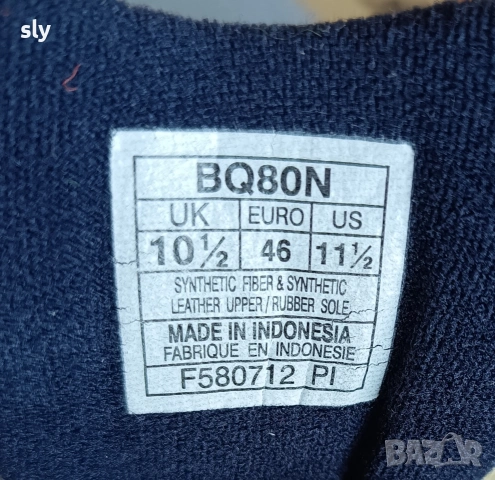 sly
BQ80N
UK EURO US
10½ 46 11½
SYNTHETIC FIBER & SYNTHETIC
LEATHER UPPER/RUBBER SOLE
MADE IN INDONESIA
FABRIQUE EN INDONESIE
F580712 PI
BAZAR